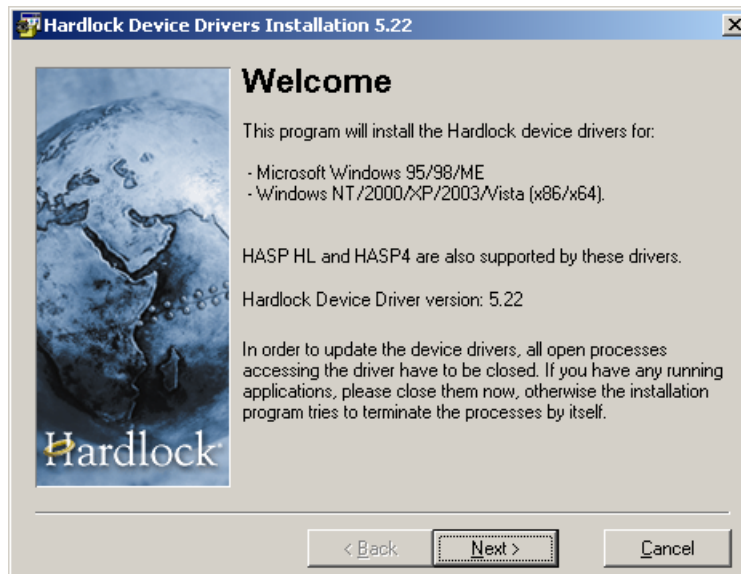 Hardlock Device Drivers Installation 5.22
Welcome
This program will install the Hardlock device drivers for:
- Microsoft Windows 95/98/ME
- Windows NT/2000/XP/2003/Vista (x86/x64).
HASP HL and HASP4 are also supported by these drivers.
Hardlock Device Driver version: 5.22
In order to update the device drivers, all open processes
accessing the driver have to be closed. If you have any running
applications, please close them now, otherwise the installation
program tries to terminate the processes by itself.
Hardlock
< Back
Next >
Cancel